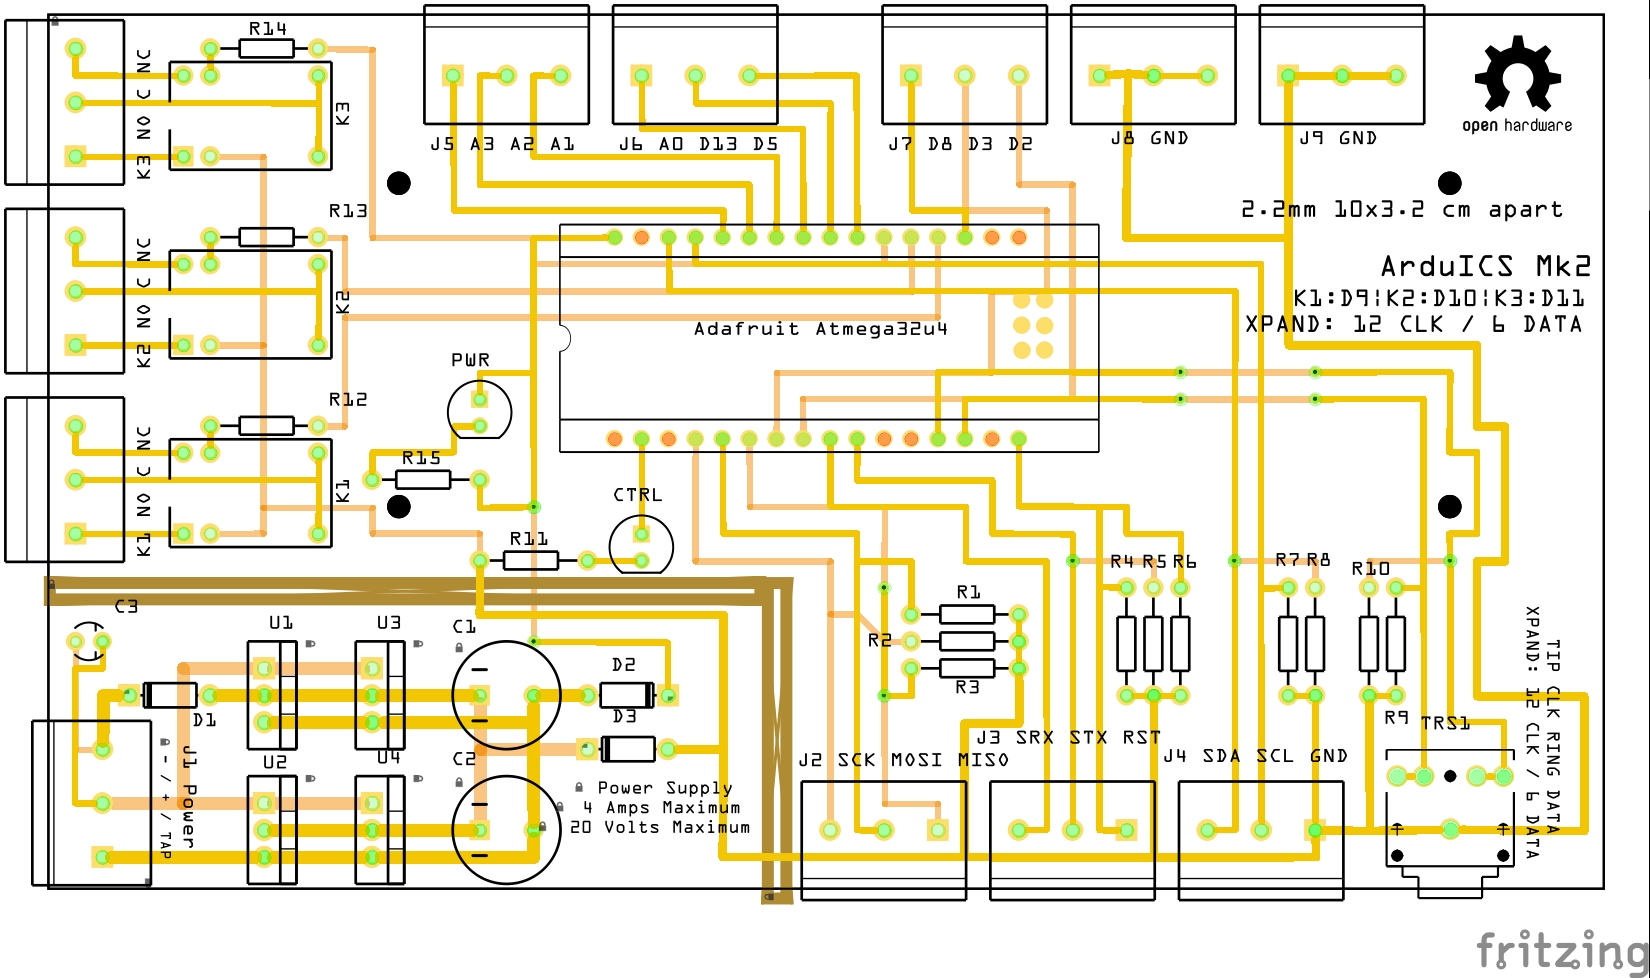 R14
NC
C
NO
K3
K3
J5 A3 A2 A1
J6 A0 D13 D5
J7 D8 D3 D2
J8 GND
J9 GND
open hardware
2.2mm 10x3.2 cm apart
ArduICS Mk2
K1:D9¦K2:D10¦K3:D11
XPAND: 12 CLK / 6 DATA
R13
NC
C
NO
K2
K2
Adafruit Atmega32u4
PWR
R12
NC
C
NO
K1
K1
R15
CTRL
R11
C3
U1
U3
C1
D1
D2
D3
U2
U4
C2
J1 Power
- / + / TAP
Power Supply
4 Amps Maximum
20 Volts Maximum
R1
R2
R3
R4 R5 R6
R7 R8
R10
R9
TRS1
J2 SCK MOSI MISO
J3 SRX STX RST
J4 SDA SCL GND
TIP CLK RING DATA
XPAND: 12 CLK / 6 DATA
fritzing